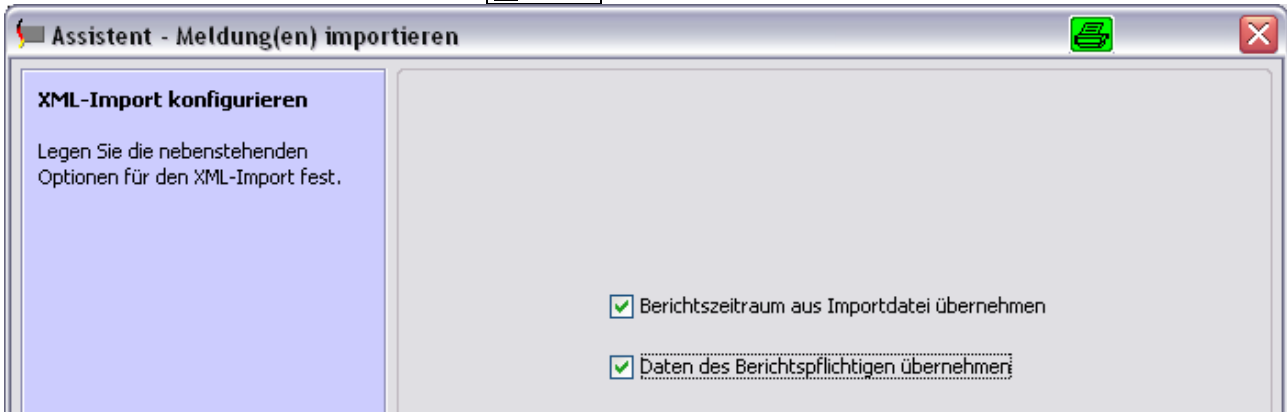 Assistent - Meldung(en) importieren
XML-Import konfigurieren
Legen Sie die nebenstehenden
Optionen für den XML-Import fest.
Berichtszeitraum aus Importdatei übernehmen
Daten des Berichtspflichtigen übernehmen